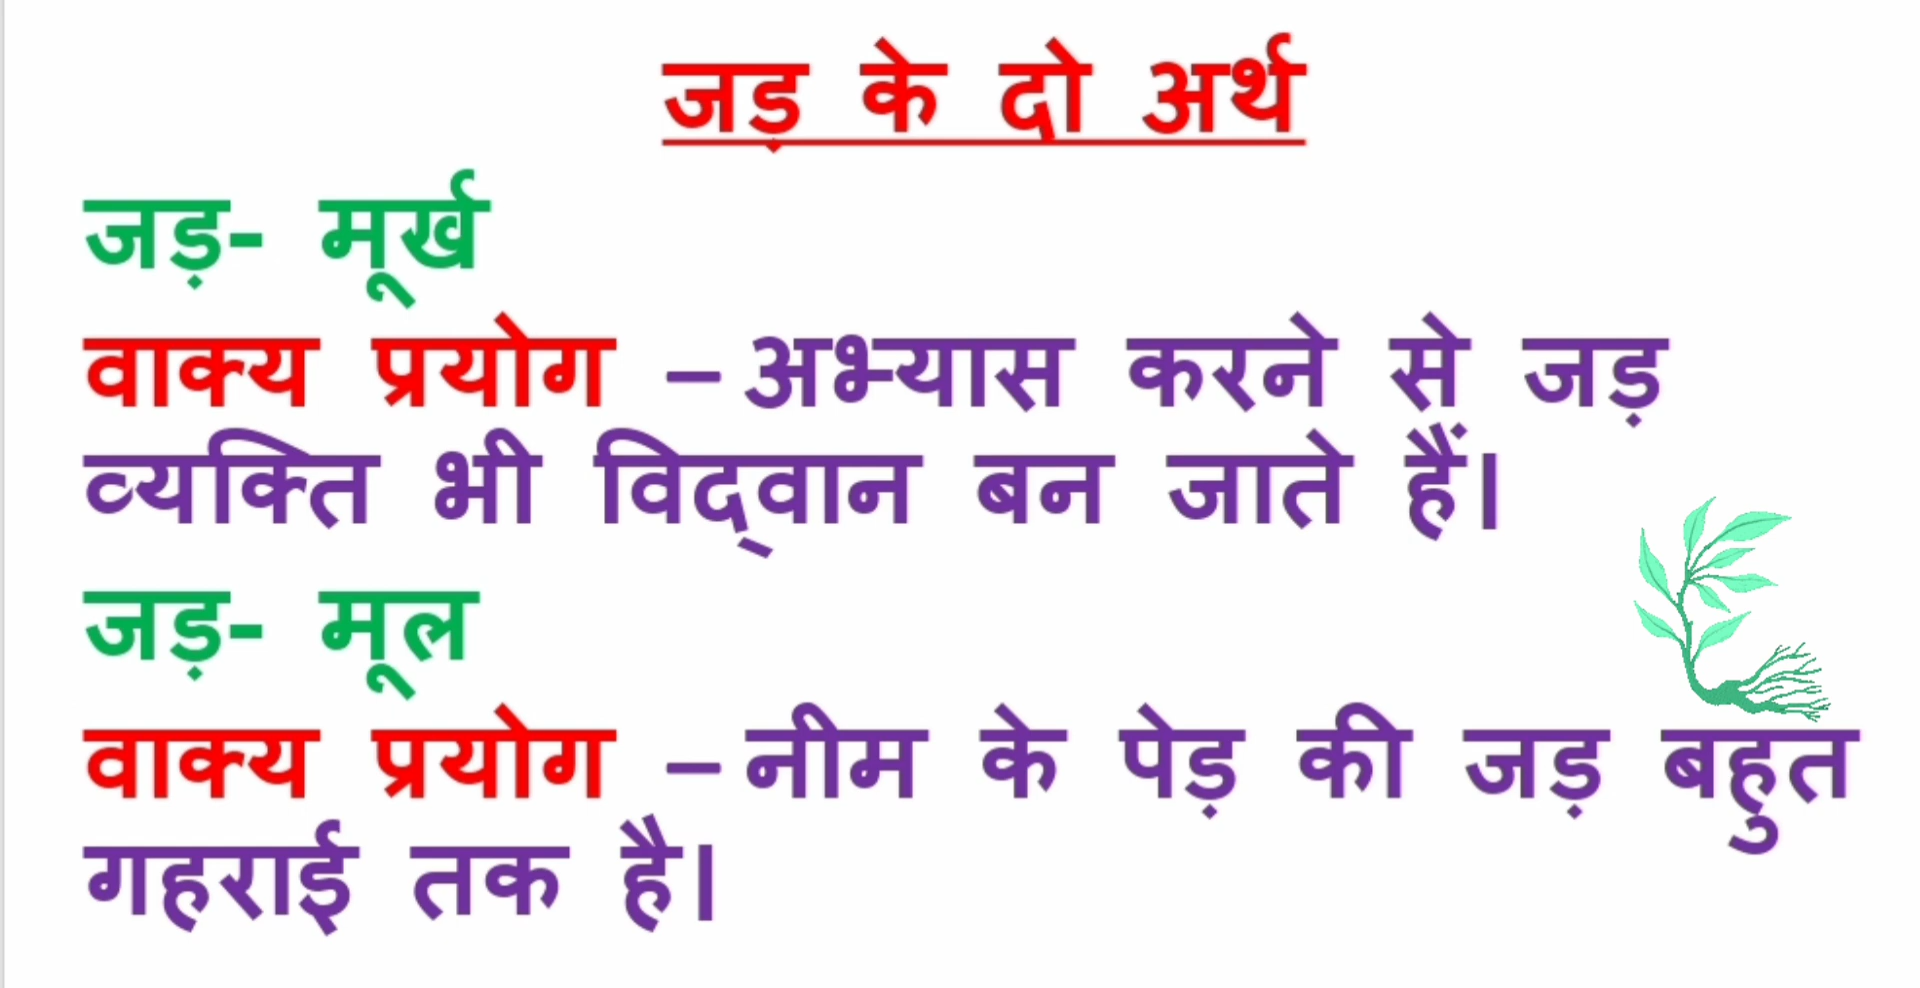 जड़ के दो अर्थ
जड़- मूर्ख
वाक्य प्रयोग – अभ्यास करने से जड़
व्यक्ति भी विद्‌वान बन जाते हैं।
जड़- मूल
वाक्य प्रयोग – नीम के पेड़ की जड़ बहुत
गहराई तक है।